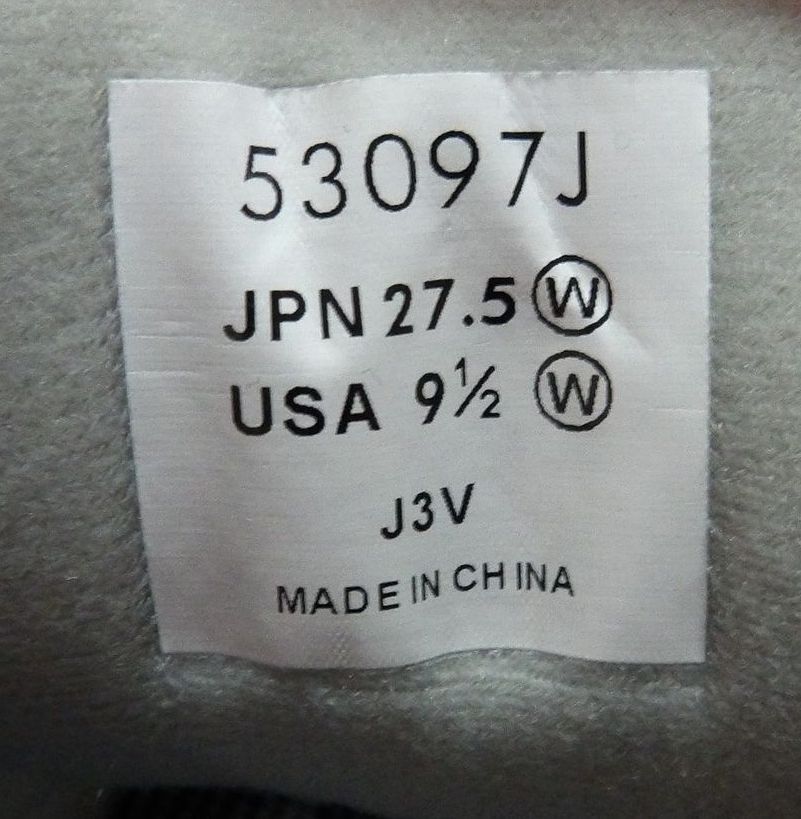 53097J
JPN 27.5 Ⓦ
USA 9½ Ⓦ
J3V
MADE IN CHINA